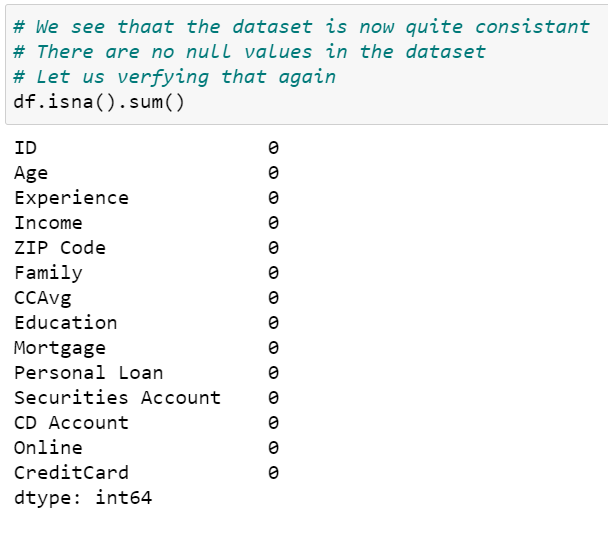 # We see thaat the dataset is now quite consistant
# There are no null values in the dataset
# Let us verfying that again
df.isna().sum()
ID 0
Age 0
Experience 0
Income 0
ZIP Code 0
Family 0
CCAvg 0
Education 0
Mortgage 0
Personal Loan 0
Securities Account 0
CD Account 0
Online 0
CreditCard 0
dtype: int64